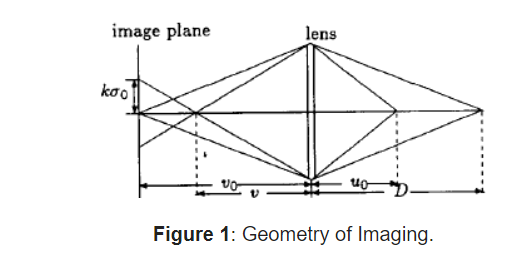 image plane
lens
kσ₀
v₀
v
u₀
D
Figure 1: Geometry of Imaging.